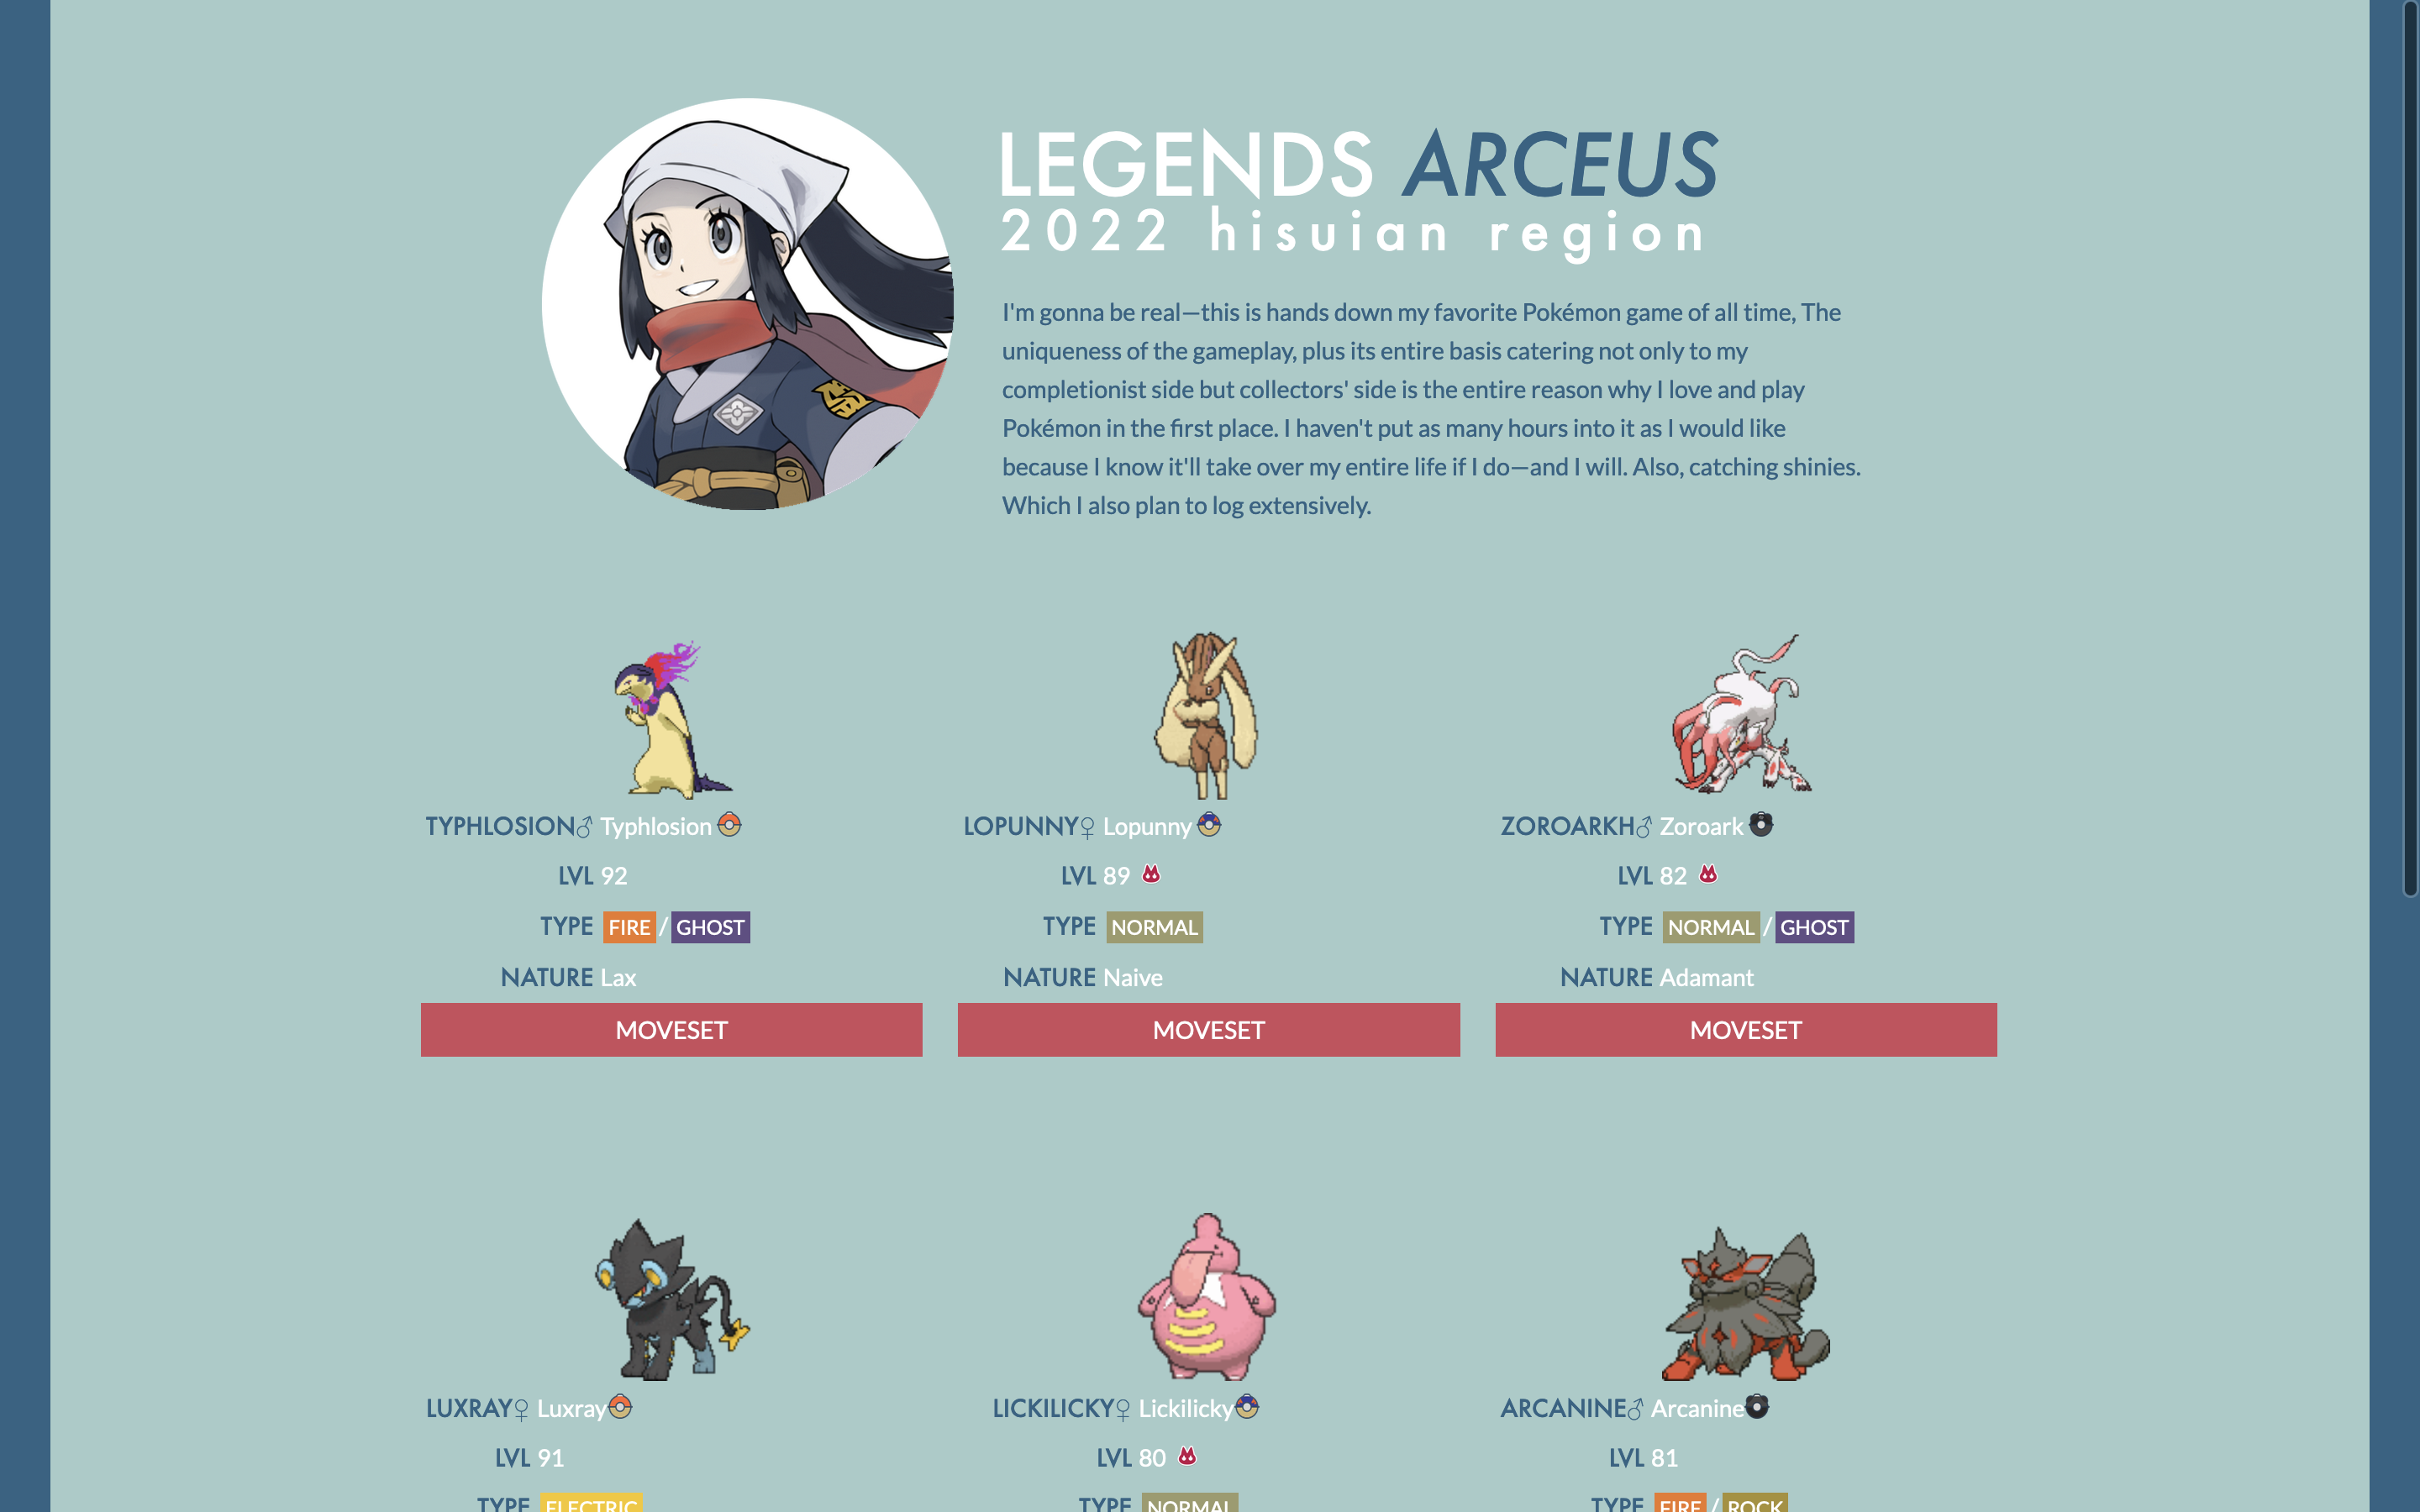 LEGENDS ARCEUS
2022 hisuian region
I'm gonna be real—this is hands down my favorite Pokémon game of all time, The
uniqueness of the gameplay, plus its entire basis catering not only to my
completionist side but collectors' side is the entire reason why I love and play
Pokémon in the first place. I haven't put as many hours into it as I would like
because I know it'll take over my entire life if I do—and I will. Also, catching shinies.
Which I also plan to log extensively.
TYPHLOSION♂ Typhlosion
LVL 92
TYPE FIRE / GHOST
NATURE Lax
MOVESET
LOPUNNY♀ Lopunny
LVL 89
TYPE NORMAL
NATURE Naive
MOVESET
ZOROARKH♂ Zoroark
LVL 82
TYPE NORMAL / GHOST
NATURE Adamant
MOVESET
LUXRAY♀ Luxray
LVL 91
TYPE ELECTRIC
LICKILICKY♀ Lickilicky
LVL 80
TYPE NORMAL
ARCANINE♂ Arcanine
LVL 81
TYPE FIRE / ROCK